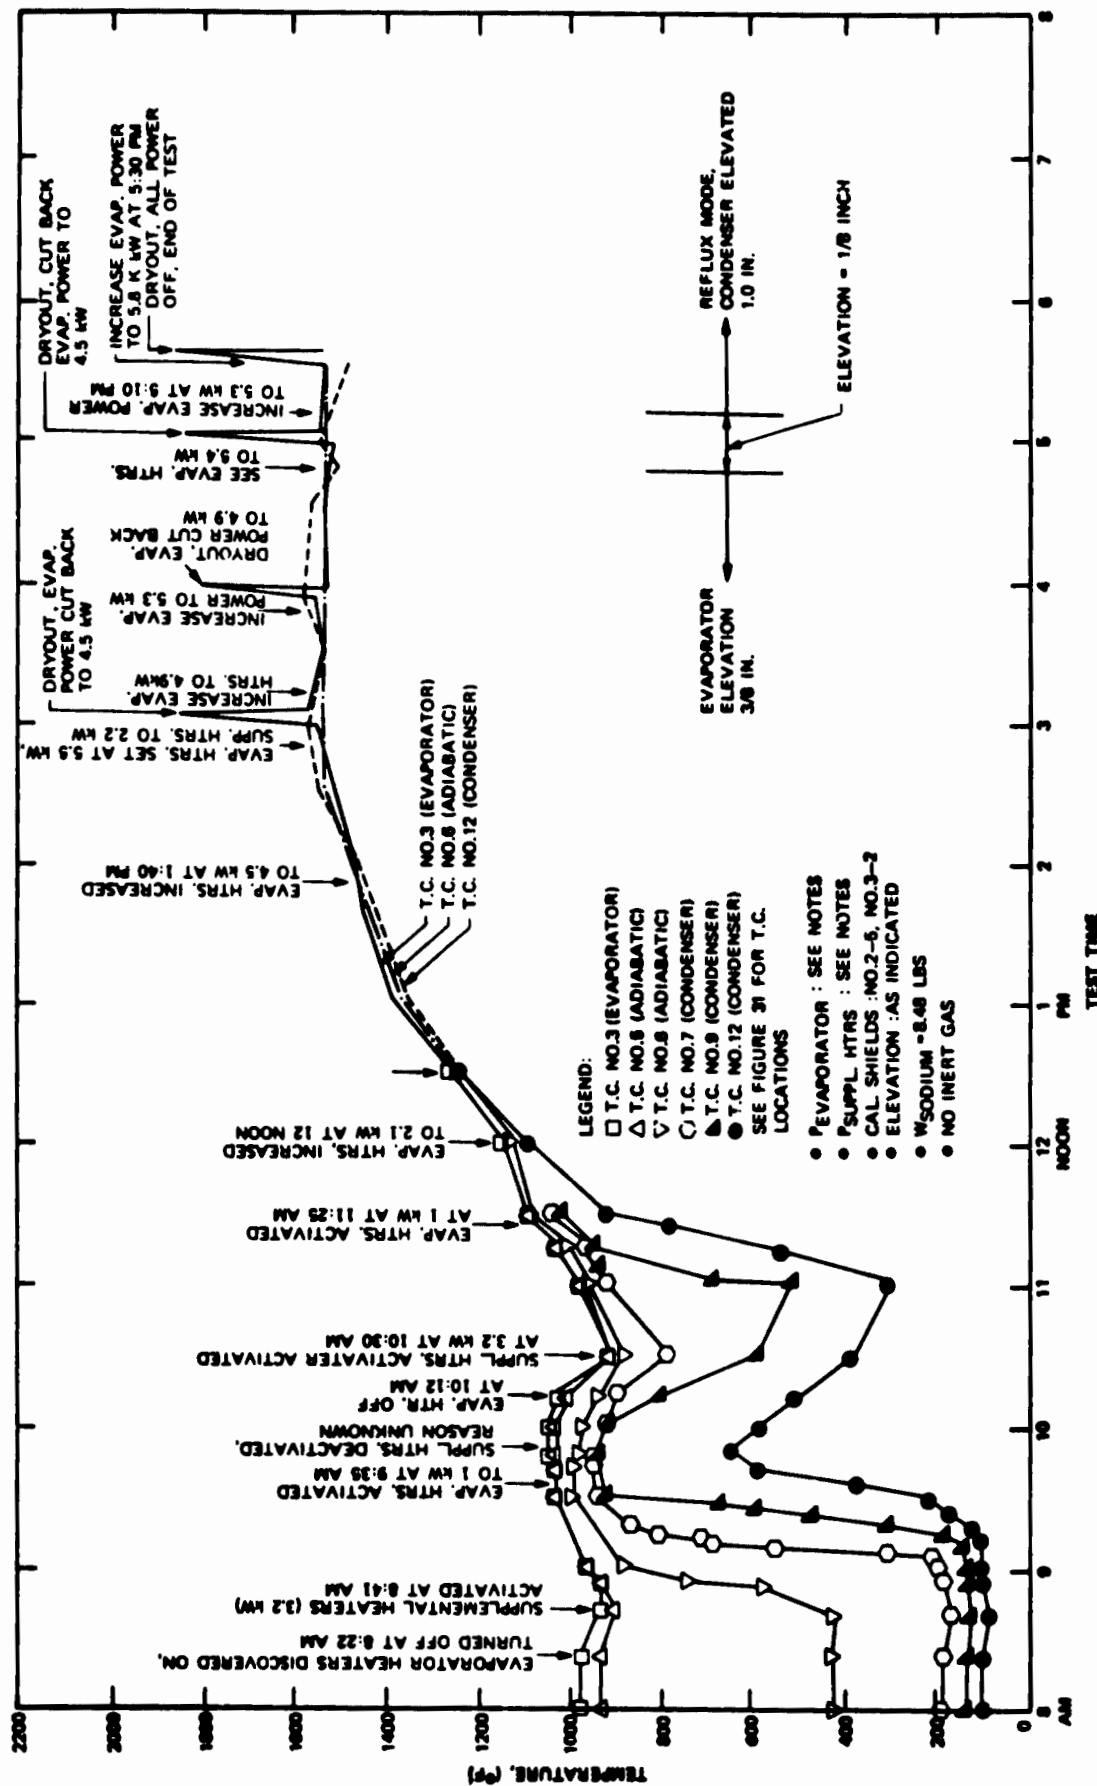 TEMPERATURE, (°F)
2200
2000
1800
1600
1400
1200
1000
800
600
400
200
0
8
AM
9
10
11
12
NOON
1
PM
2
3
4
5
6
7
8
TEST TIME
EVAPORATOR HEATERS DISCOVERED ON,
TURNED OFF AT 8:22 AM
SUPPLEMENTAL HEATERS (3.2 kW)
ACTIVATED AT 8:41 AM
EVAP. HTRS. ACTIVATED
TO 1 kW AT 9:35 AM
SUPPL. HTRS. DEACTIVATED,
REASON UNKNOWN
EVAP. HTR. OFF
AT 10:12 AM
SUPPL. HTRS. ACTIVATER ACTIVATED
AT 3.2 kW AT 10:30 AM
EVAP. HTRS. ACTIVATED
AT 1 kW AT 11:25 AM
EVAP. HTRS, INCREASED
TO 2.1 kW AT 12 NOON
EVAP. HTRS. INCREASED
TO 4.5 kW AT 1:40 PM
EVAP. HTRS. SET AT 5.9 kW,
SUPP. HTRS. TO 2.2 kW
DRYOUT, EVAP.
POWER CUT BACK
TO 4.5 kW
INCREASE EVAP.
HTRS. TO 4.9kW
INCREASE EVAP.
POWER TO 5.3 kW
DRYOUT, EVAP.
POWER CUT BACK
TO 4.9 kW
SEE EVAP. HTRS.
TO 5.4 kW
DRYOUT, CUT BACK
EVAP. POWER TO
4.5 kW
INCREASE EVAP. POWER
TO 5.3 kW AT 5:10 PM
INCREASE EVAP. POWER
TO 5.8 K kW AT 5:30 PM
DRYOUT, ALL POWER
OFF, END OF TEST
T.C. NO.3 (EVAPORATOR)
T.C. NO.6 (ADIABATIC)
T.C. NO.12 (CONDENSER)
LEGEND:
T.C. NO.3 (EVAPORATOR)
T.C. NO.5 (ADIABATIC)
T.C. NO.6 (ADIABATIC)
T.C. NO.7 (CONDENSER)
T.C. NO.9 (CONDENSER)
T.C. NO.12 (CONDENSER)
SEE FIGURE 31 FOR T.C.
LOCATIONS
● PEVAPORATOR : SEE NOTES
● PSUPPL. HTRS : SEE NOTES
● CAL. SHIELDS :NO.2-5, NO.3-2
● ELEVATION :AS INDICATED
● WSODIUM =8.48 LBS
● NO INERT GAS
EVAPORATOR
ELEVATION
3/8 IN.
REFLUX MODE,
CONDENSER ELEVATED
1.0 IN.
ELEVATION = 1/8 INCH